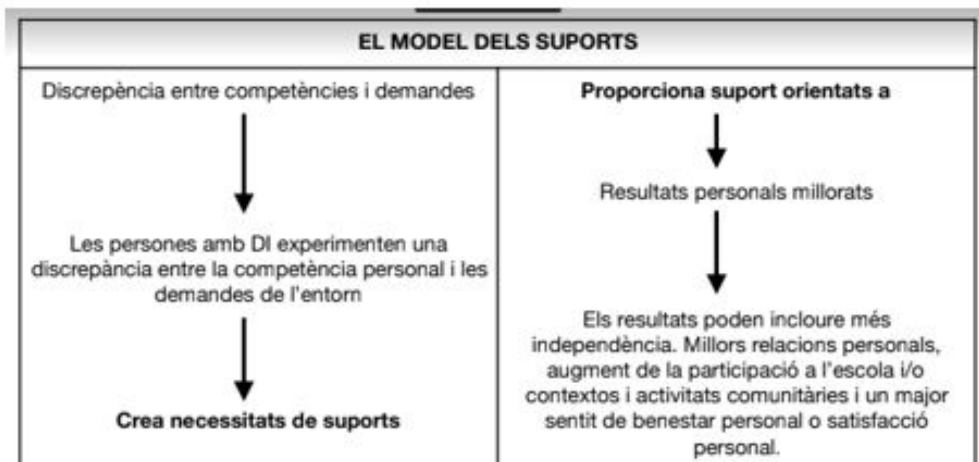 EL MODEL DELS SUPORTS
Discrepència entre competències i demandes
Les persones amb DI experimenten una
discrepància entre la competència personal i les
demandes de l'entorn
Crea necessitats de suports
Proporciona suport orientats a
Resultats personals millorats
Els resultats poden incloure més
independència. Millors relacions personals,
augment de la participació a l'escola i/o
contextos i activitats comunitàries i un major
sentit de benestar personal o satisfacció
personal.